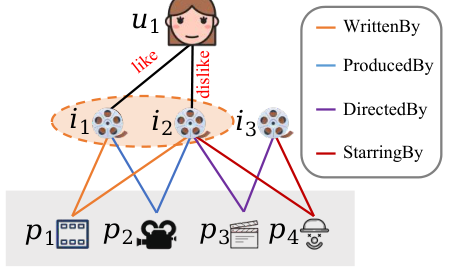 u₁
like
dislike
i₁
i₂
i₃
p₁
p₂
p₃
p₄
WrittenBy
ProducedBy
DirectedBy
StarringBy